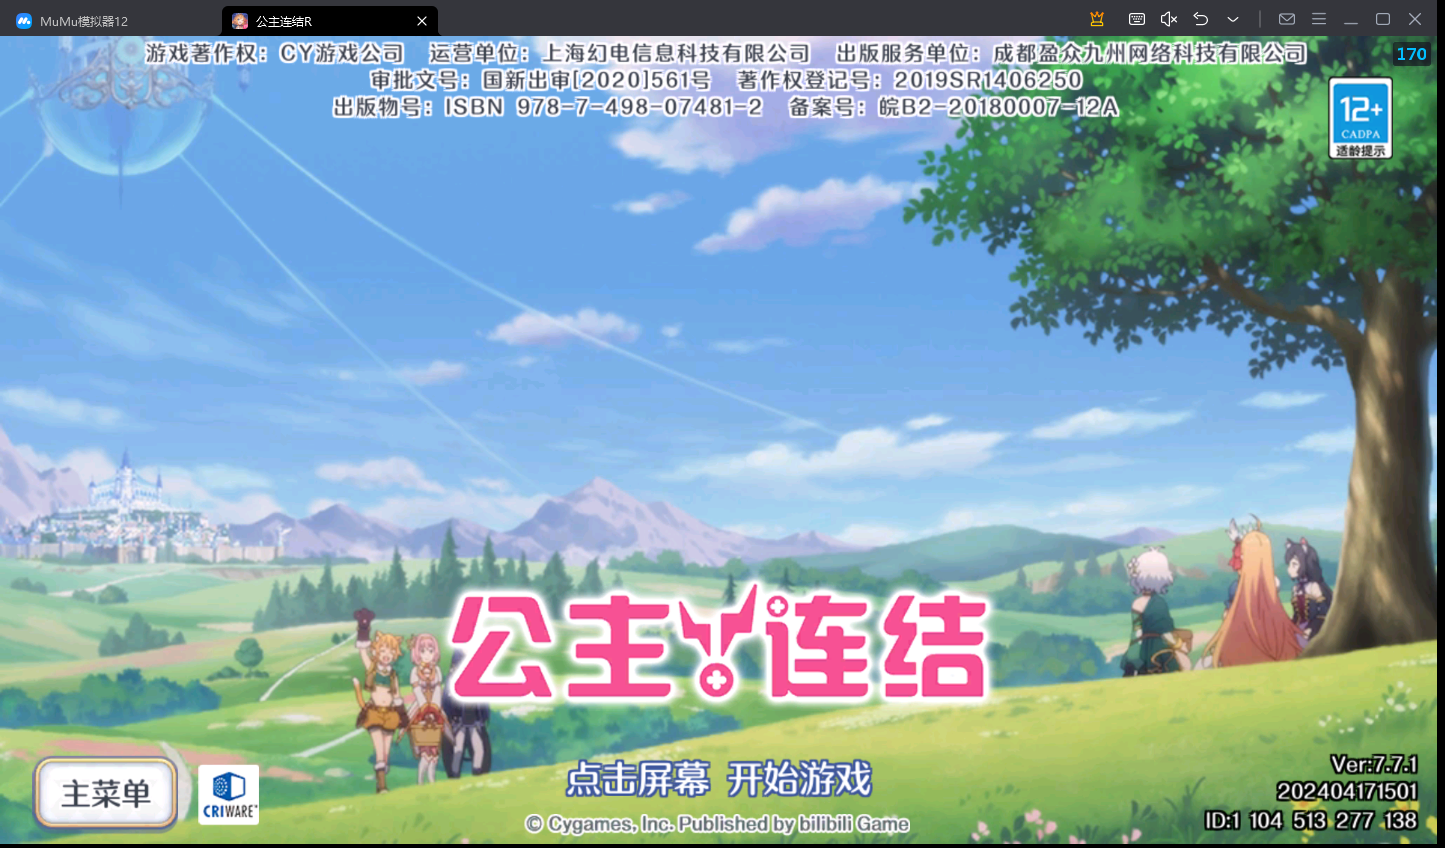 MuMu模拟器12
公主连结R
170
游戏著作权：CY游戏公司 运营单位：上海幻电信息科技有限公司 出版服务单位：成都盈众九州网络科技有限公司
审批文号：国新出审[2020]561号 著作权登记号：2019SR1406250
出版物号：ISBN 978-7-498-07481-2 备案号：皖B2-20180007-12A
12+
CADPA
适龄提示
公主连结
点击屏幕 开始游戏
主菜单
CRIWARE
© Cygames, Inc. Published by bilibili Game
Ver:7.7.1
202404171501
ID:1 104 513 277 138